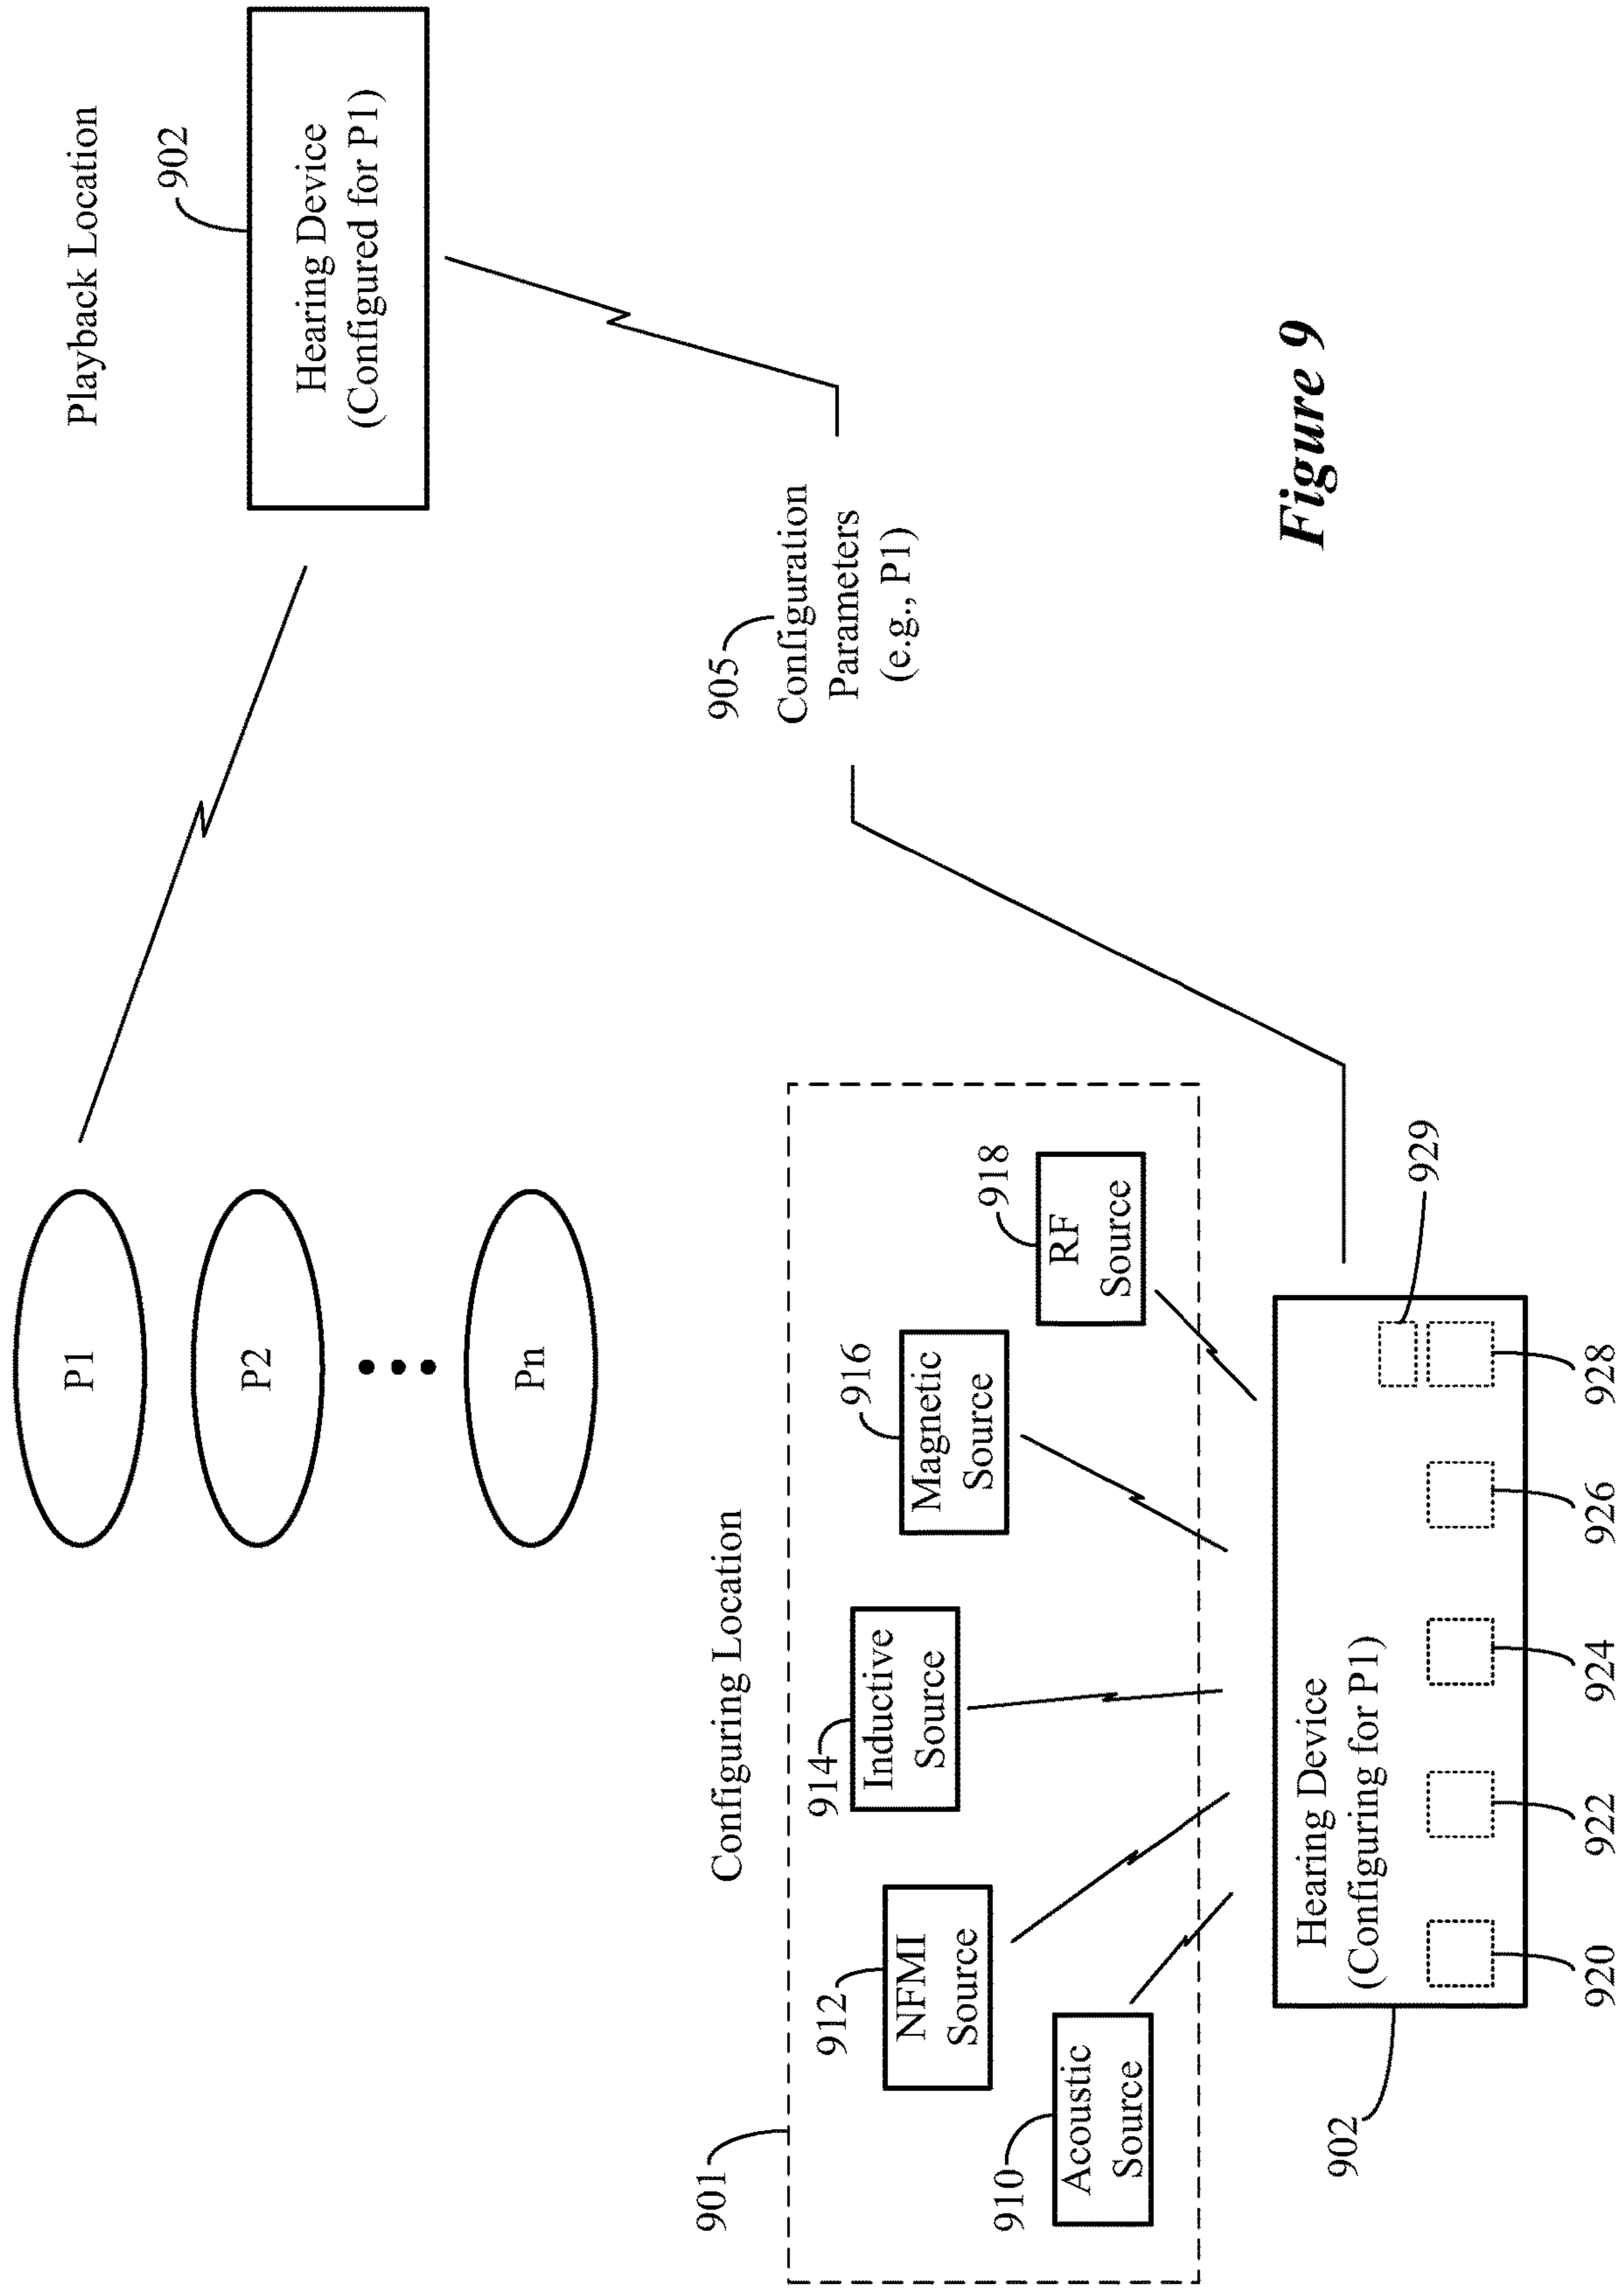 P1
P2
Pn
Playback Location
902
Hearing Device
(Configured for P1)
905
Configuration
Parameters
(e.g., P1)
Configuring Location
901
910
Acoustic
Source
912
NFMI
Source
914
Inductive
Source
916
Magnetic
Source
918
RF
Source
902
Hearing Device
(Configuring for P1)
929
920
922
924
926
928
Figure 9